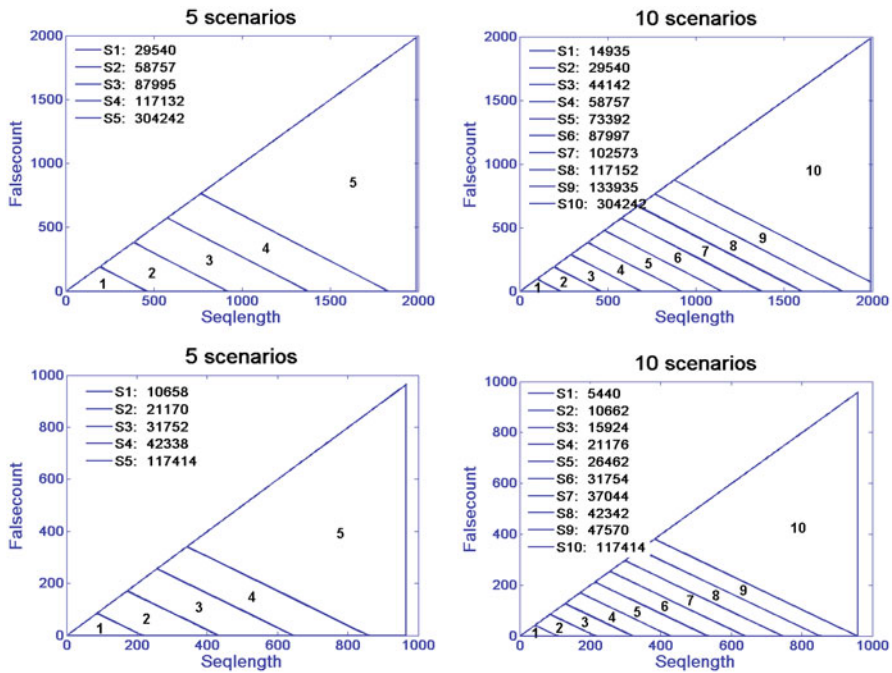 5 scenarios
2000
1500
1000
500
0
Falsecount
S1: 29540
S2: 58757
S3: 87995
S4: 117132
S5: 304242
1
2
3
4
5
0
500
1000
1500
2000
Seqlength
10 scenarios
2000
1500
1000
500
0
Falsecount
S1: 14935
S2: 29540
S3: 44142
S4: 58757
S5: 73392
S6: 87997
S7: 102573
S8: 117152
S9: 133935
S10: 304242
1
2
3
4
5
6
7
8
9
10
0
500
1000
1500
2000
Seqlength
5 scenarios
1000
800
600
400
200
0
Falsecount
S1: 10658
S2: 21170
S3: 31752
S4: 42338
S5: 117414
1
2
3
4
5
0
200
400
600
800
1000
Seqlength
10 scenarios
1000
800
600
400
200
0
Falsecount
S1: 5440
S2: 10662
S3: 15924
S4: 21176
S5: 26462
S6: 31754
S7: 37044
S8: 42342
S9: 47570
S10: 117414
1
2
3
4
5
6
7
8
9
10
0
200
400
600
800
1000
Seqlength